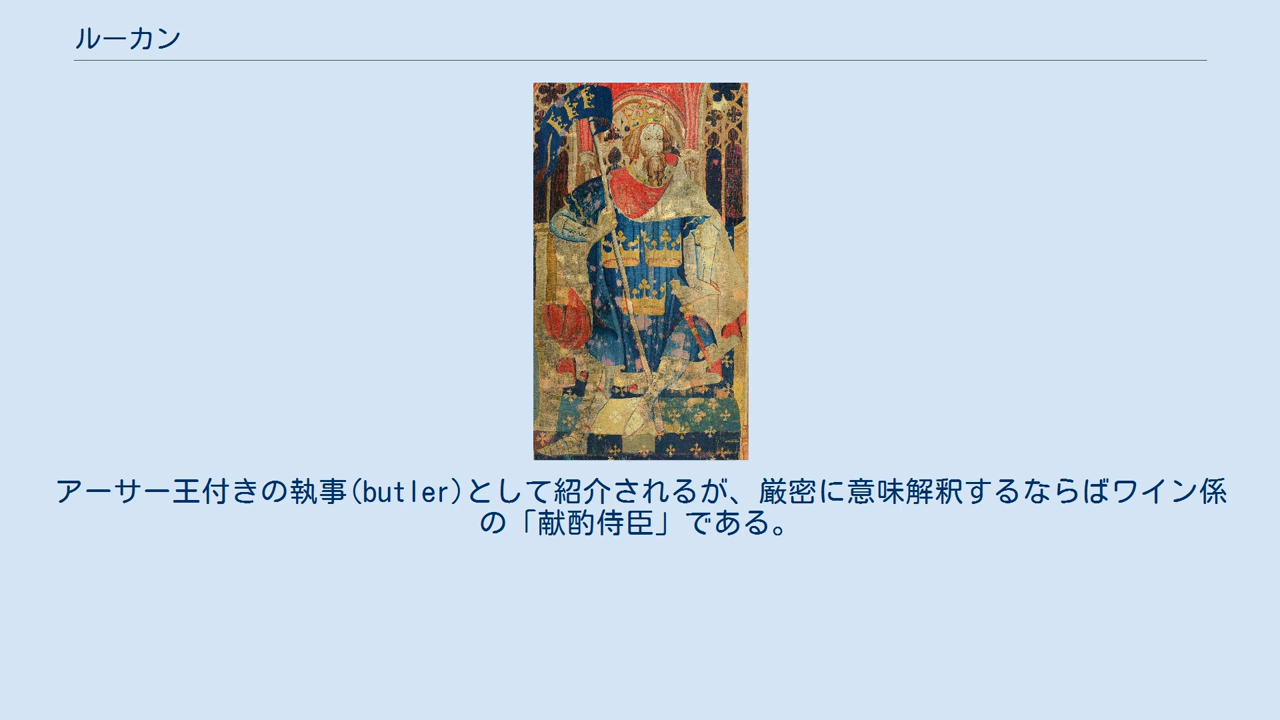 ルーカン
アーサー王付きの執事(butler)として紹介されるが、厳密に意味解釈するならばワイン係
の「献酌侍臣」である。